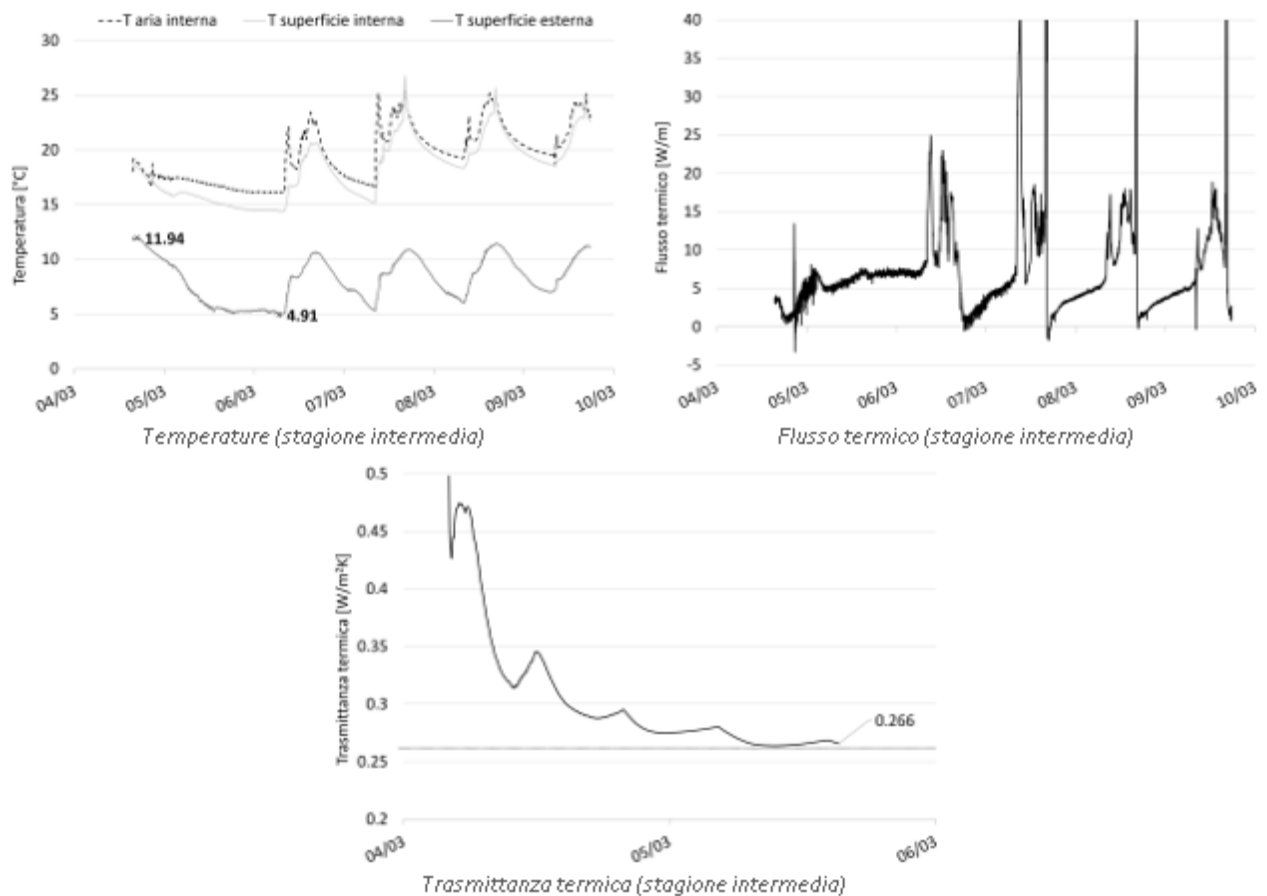 T aria interna T superficie interna T superficie esterna
30
25
20
15
10
5
0
Temperatura [°C]
11.94
4.91
04/03 05/03 06/03 07/03 08/03 09/03 10/03
Temperature (stagione intermedia)
40
35
30
25
20
15
10
5
0
-5
Flusso termico [W/m]
04/03 05/03 06/03 07/03 08/03 09/03 10/03
Flusso termico (stagione intermedia)
0.5
0.45
0.4
0.35
0.3
0.25
0.2
Trasmittanza termica [W/m²K]
0.266
04/03 05/03 06/03
Trasmittanza termica (stagione intermedia)